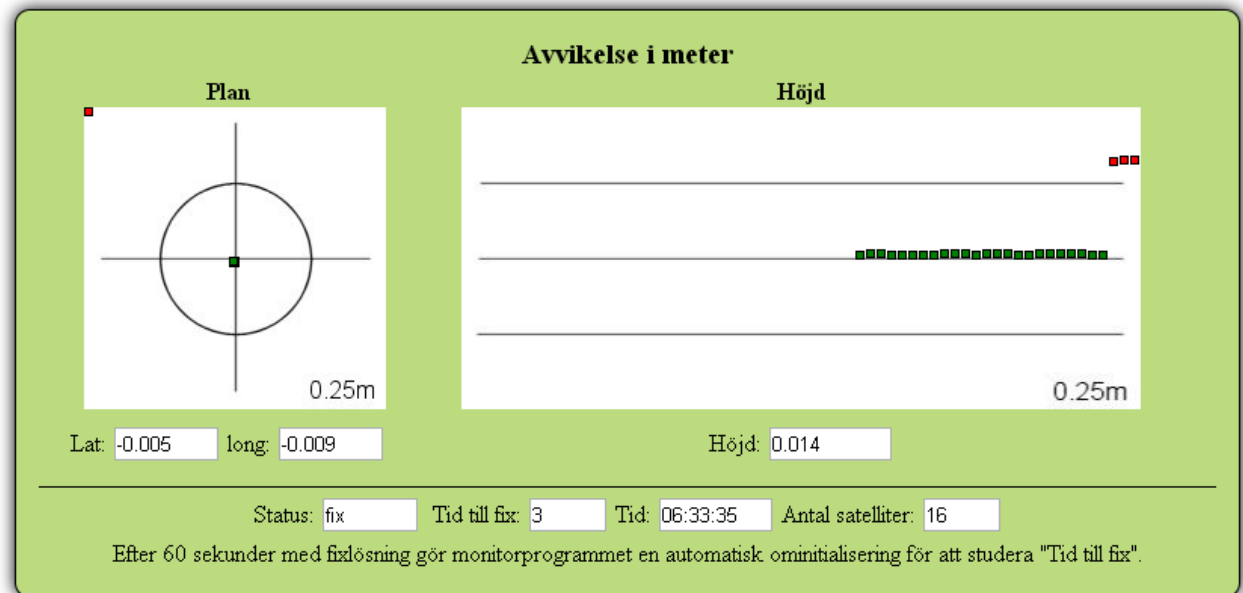 Avvikelse i meter
Plan
Höjd
0.25m
0.25m
Lat: -0.005 long: -0.009
Höjd: 0.014
Status: fix Tid till fix: 3 Tid: 06:33:35 Antal satelliter: 16
Efter 60 sekunder med fixlösning gör monitorprogrammet en automatisk ominitialisering för att studera "Tid till fix".